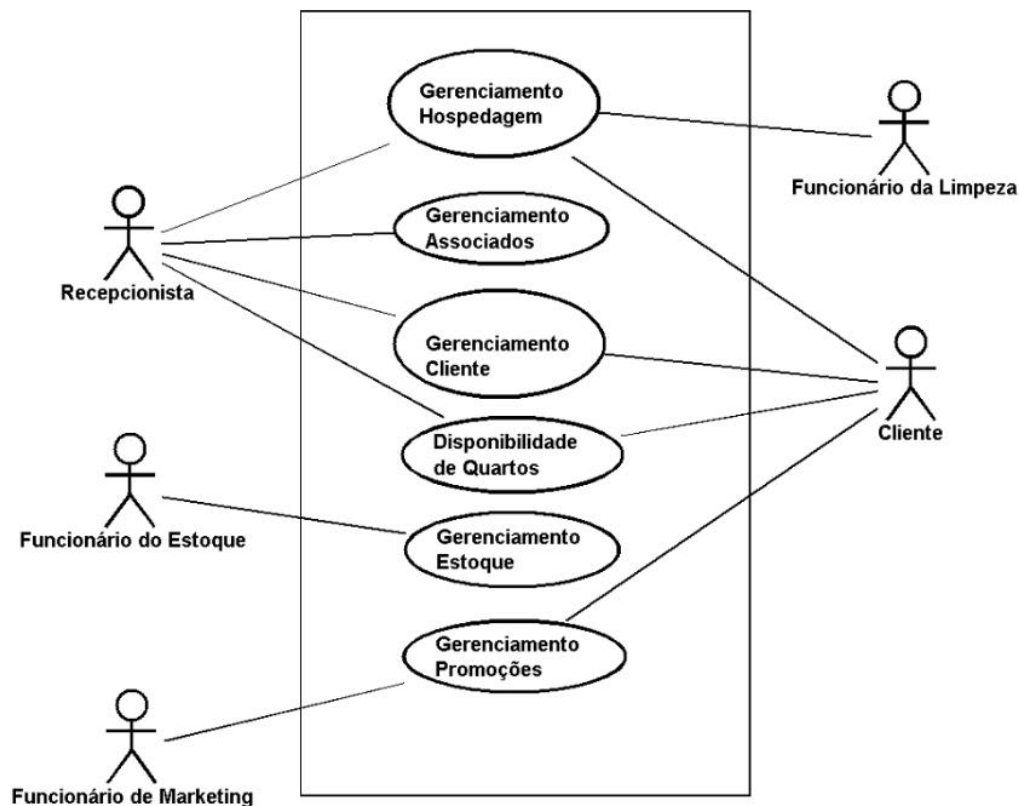 Gerenciamento
Hospedagem
Funcionário da Limpeza
Gerenciamento
Associados
Recepcionista
Gerenciamento
Cliente
Cliente
Disponibilidade
de Quartos
Funcionário do Estoque
Gerenciamento
Estoque
Gerenciamento
Promoções
Funcionário de Marketing